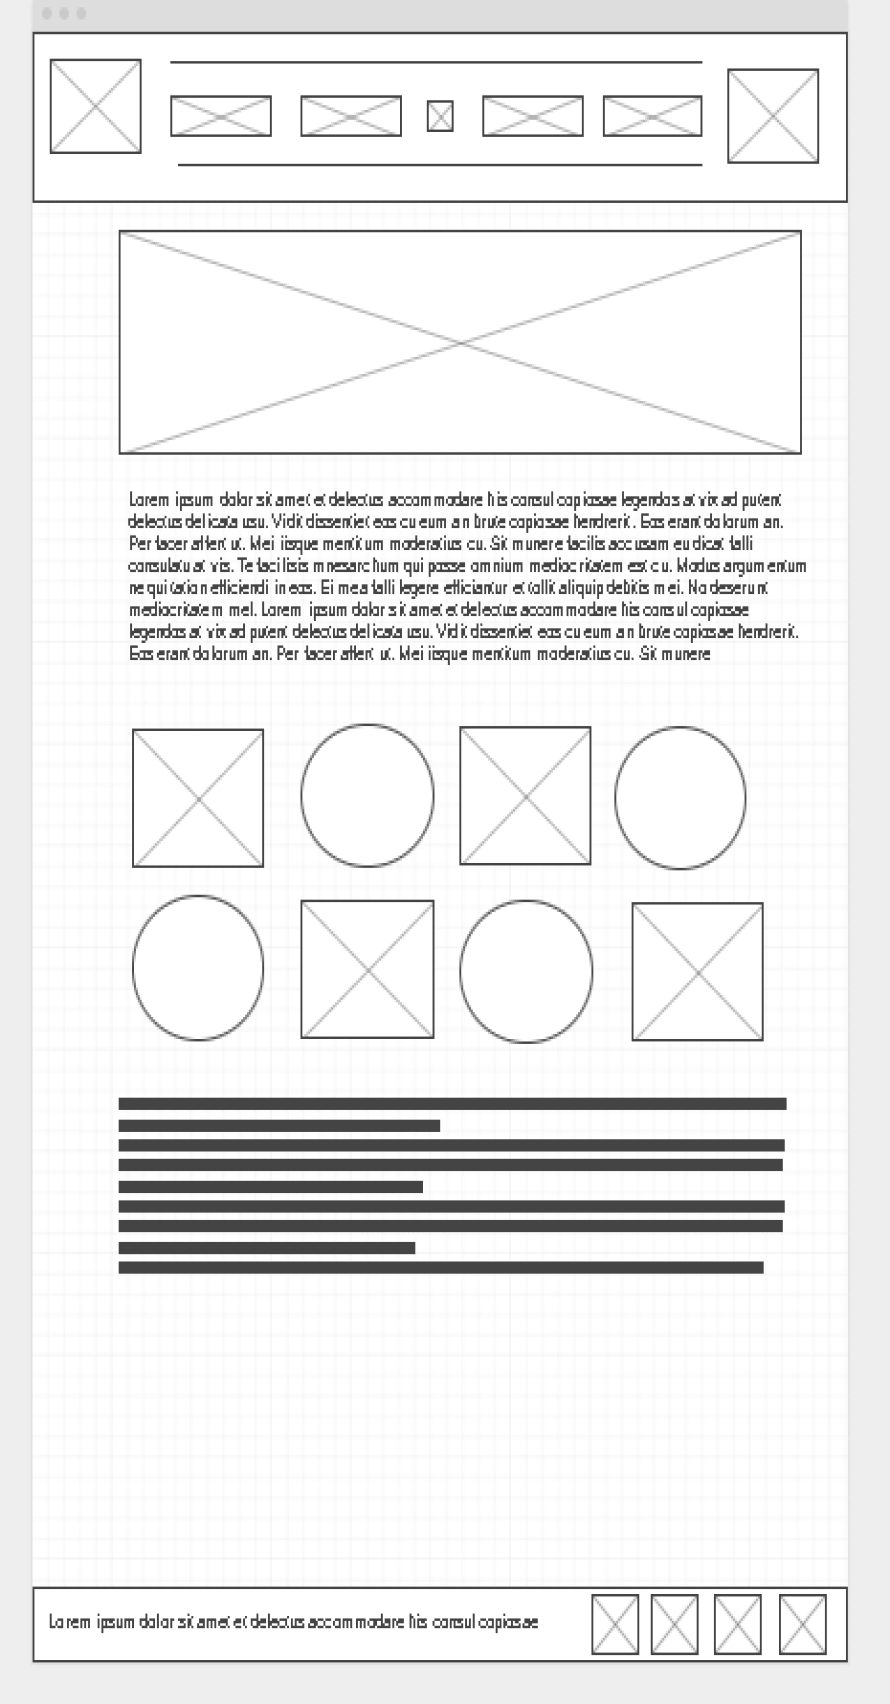 Lorem ipsum dolor sit amet et delectus accommodare his consul copiosae legendos at vix ad putent
delectus delicata usu. Vidit dissentiet eos cu eum an brute copiosae hendrerit. Eos erant dolorum an.
Per facer affert ut. Mei iisque mentitum moderatius cu. Sit munere facilis accusam eu dicat falli
consulatu at vis. Te facilisis mnesarchum qui posse omnium mediocritatem est cu. Modus argumentum
ne qui tation efficiendi in eos. Ei mea falli legere efficiantur et tollit aliquip debitis mei. No deserunt
mediocritatem mel. Lorem ipsum dolor sit amet et delectus accommodare his consul copiosae
legendos at vix ad putent delectus delicata usu. Vidit dissentiet eos cu eum an brute copiosae hendrerit.
Eos erant dolorum an. Per facer affert ut. Mei iisque mentitum moderatius cu. Sit munere
Lorem ipsum dolor sit amet et delectus accommodare his consul copiosae